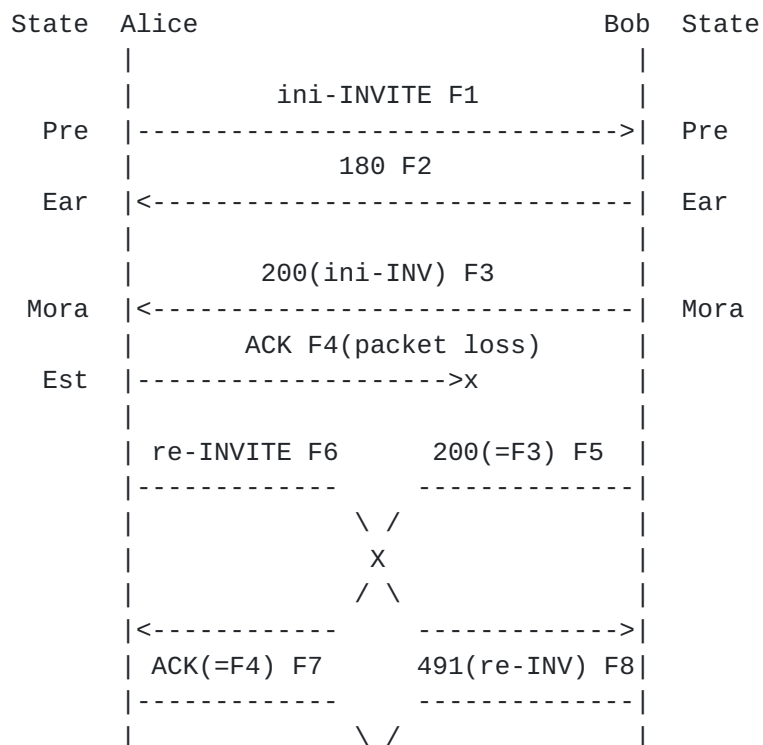 State  Alice                               Bob  State
       |                                |
       |         ini-INVITE F1          |
  Pre  |------------------------------->|  Pre
       |             180 F2             |
  Ear  |<-------------------------------|  Ear
       |                                |
       |        200(ini-INV) F3         |
 Mora  |<-------------------------------|  Mora
       |       ACK F4(packet loss)      |
  Est  |-------------------->x          |
       |                                |
       | re-INVITE F6      200(=F3) F5  |
       |-------------     --------------|
       |              \ /               |
       |               X                |
       |              / \               |
       |<-------------     ------------->|
       | ACK(=F4) F7      491(re-INV) F8|
       |-------------     --------------|
       |              \ /               |